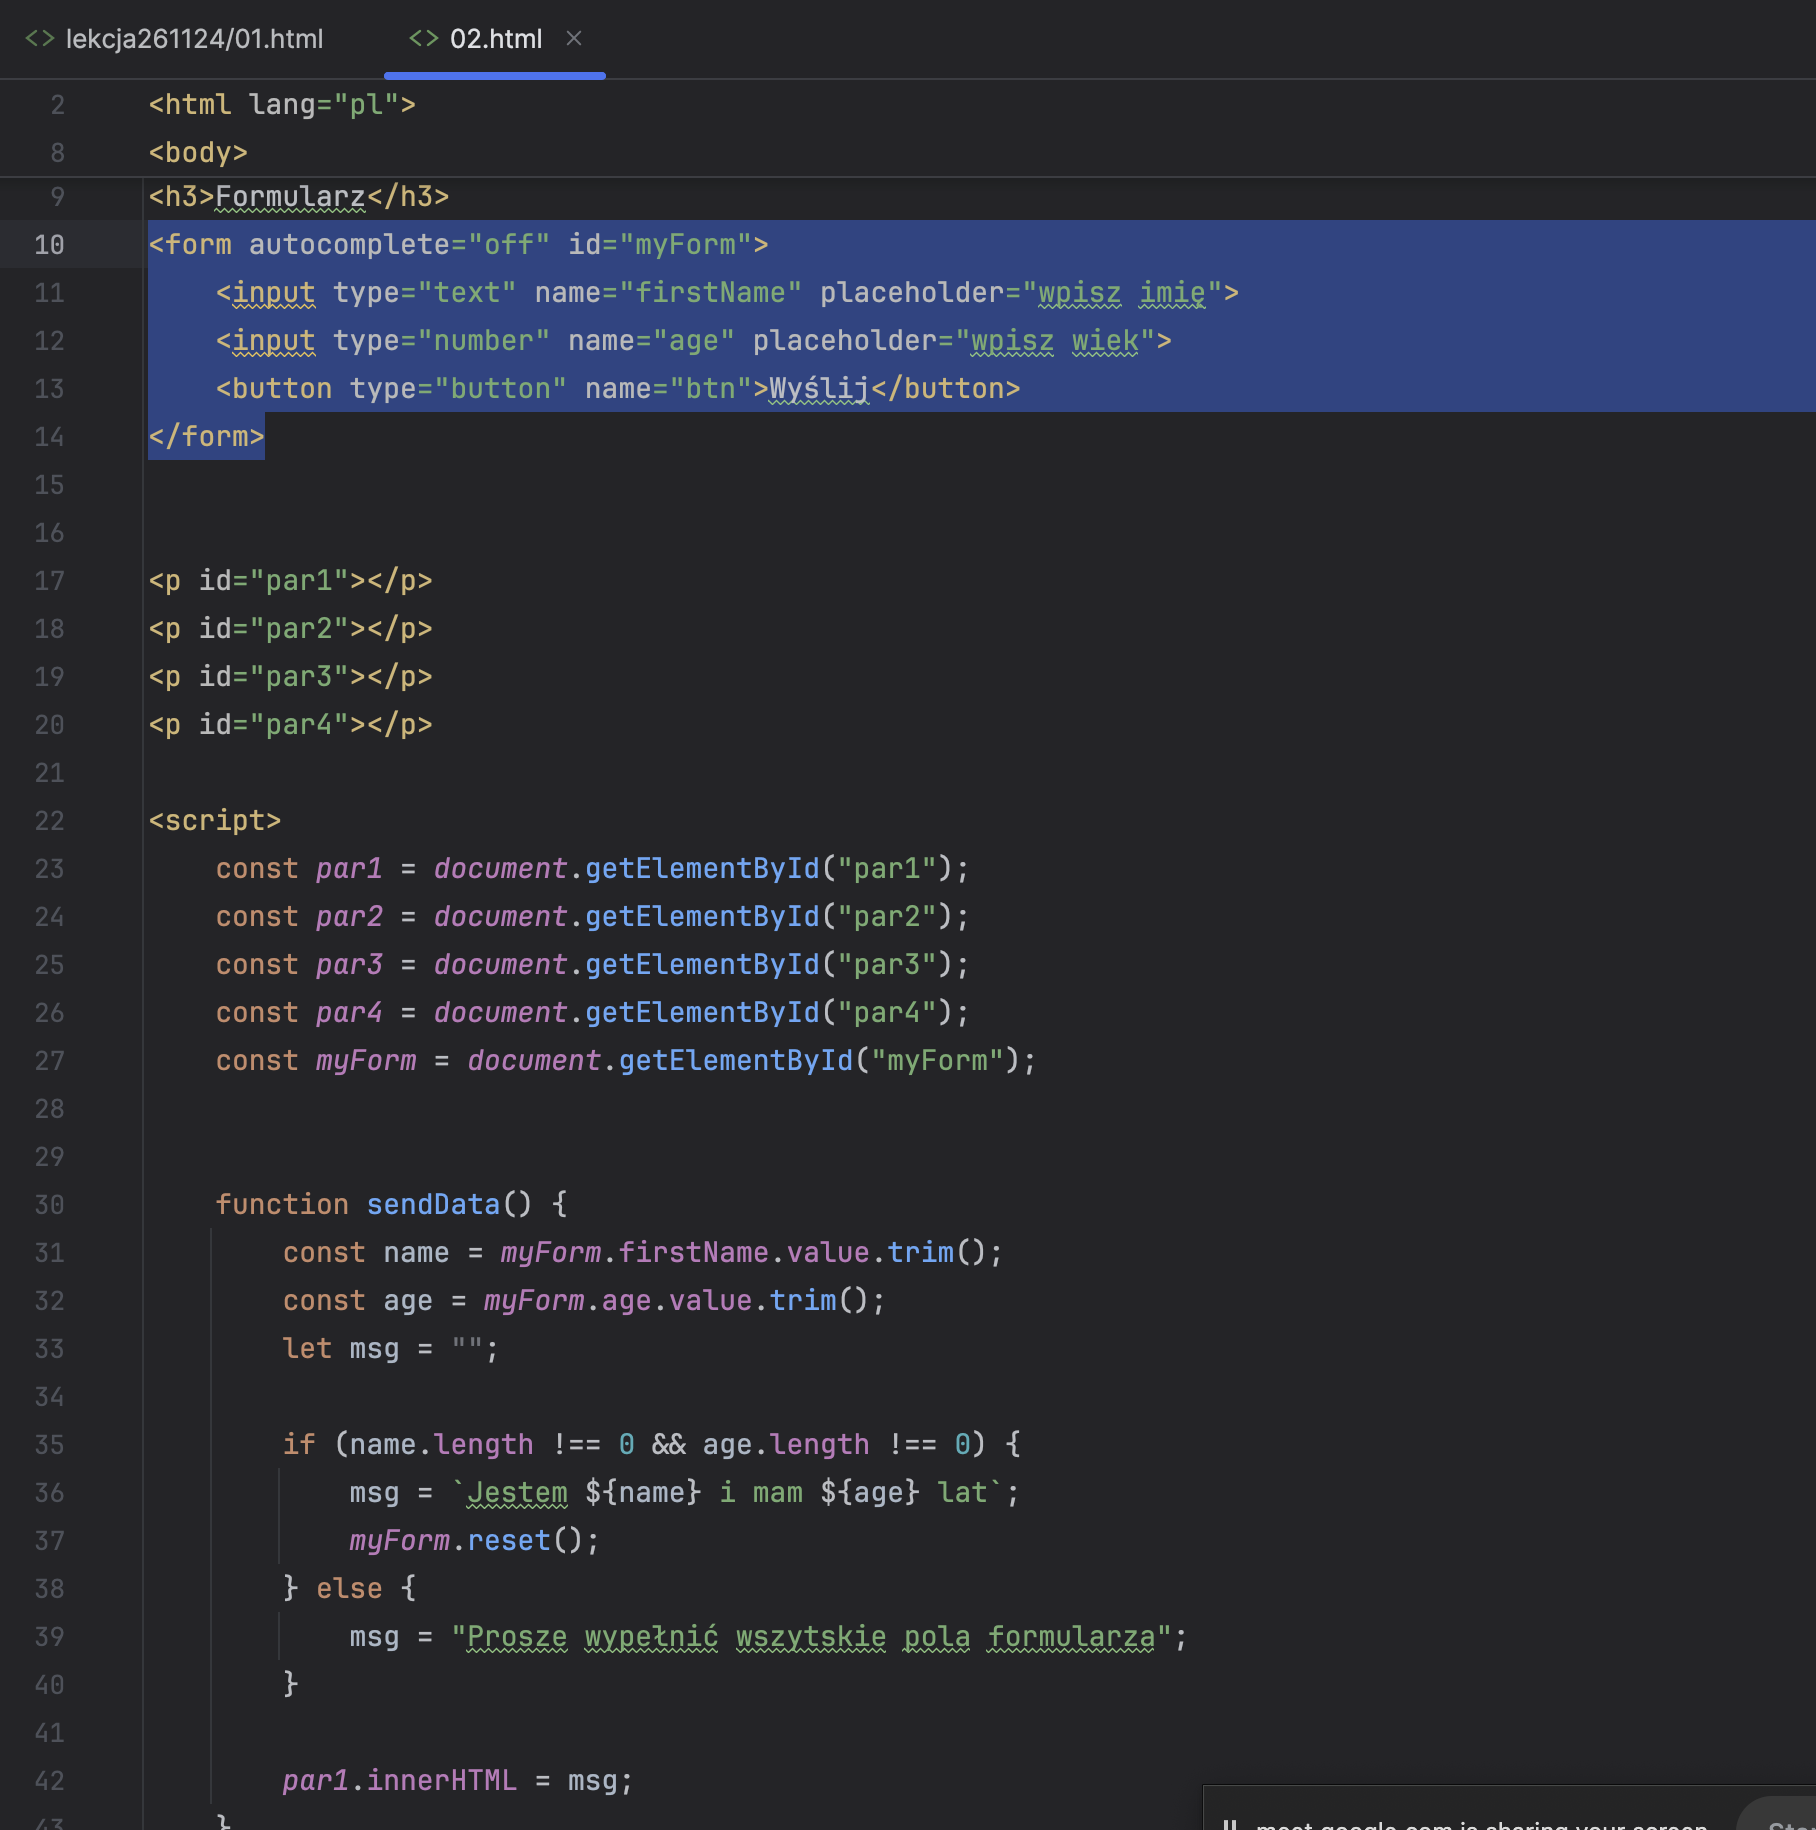 <> lekcja261124/01.html <> 02.html ×
2 <html lang="pl">
8 <body>
9 <h3>Formularz</h3>
10 <form autocomplete="off" id="myForm">
11 <input type="text" name="firstName" placeholder="wpisz imię">
12 <input type="number" name="age" placeholder="wpisz wiek">
13 <button type="button" name="btn">Wyślij</button>
14 </form>
15
16
17 <p id="par1"></p>
18 <p id="par2"></p>
19 <p id="par3"></p>
20 <p id="par4"></p>
21
22 <script>
23 const par1 = document.getElementById("par1");
24 const par2 = document.getElementById("par2");
25 const par3 = document.getElementById("par3");
26 const par4 = document.getElementById("par4");
27 const myForm = document.getElementById("myForm");
28
29
30 function sendData() {
31 const name = myForm.firstName.value.trim();
32 const age = myForm.age.value.trim();
33 let msg = "";
34
35 if (name.length !== 0 && age.length !== 0) {
36 msg = `Jestem ${name} i mam ${age} lat`;
37 myForm.reset();
38 } else {
39 msg = "Prosze wypełnić wszytskie pola formularza";
40 }
41
42 par1.innerHTML = msg;
43 }
meet.google.com is sharing your screen.